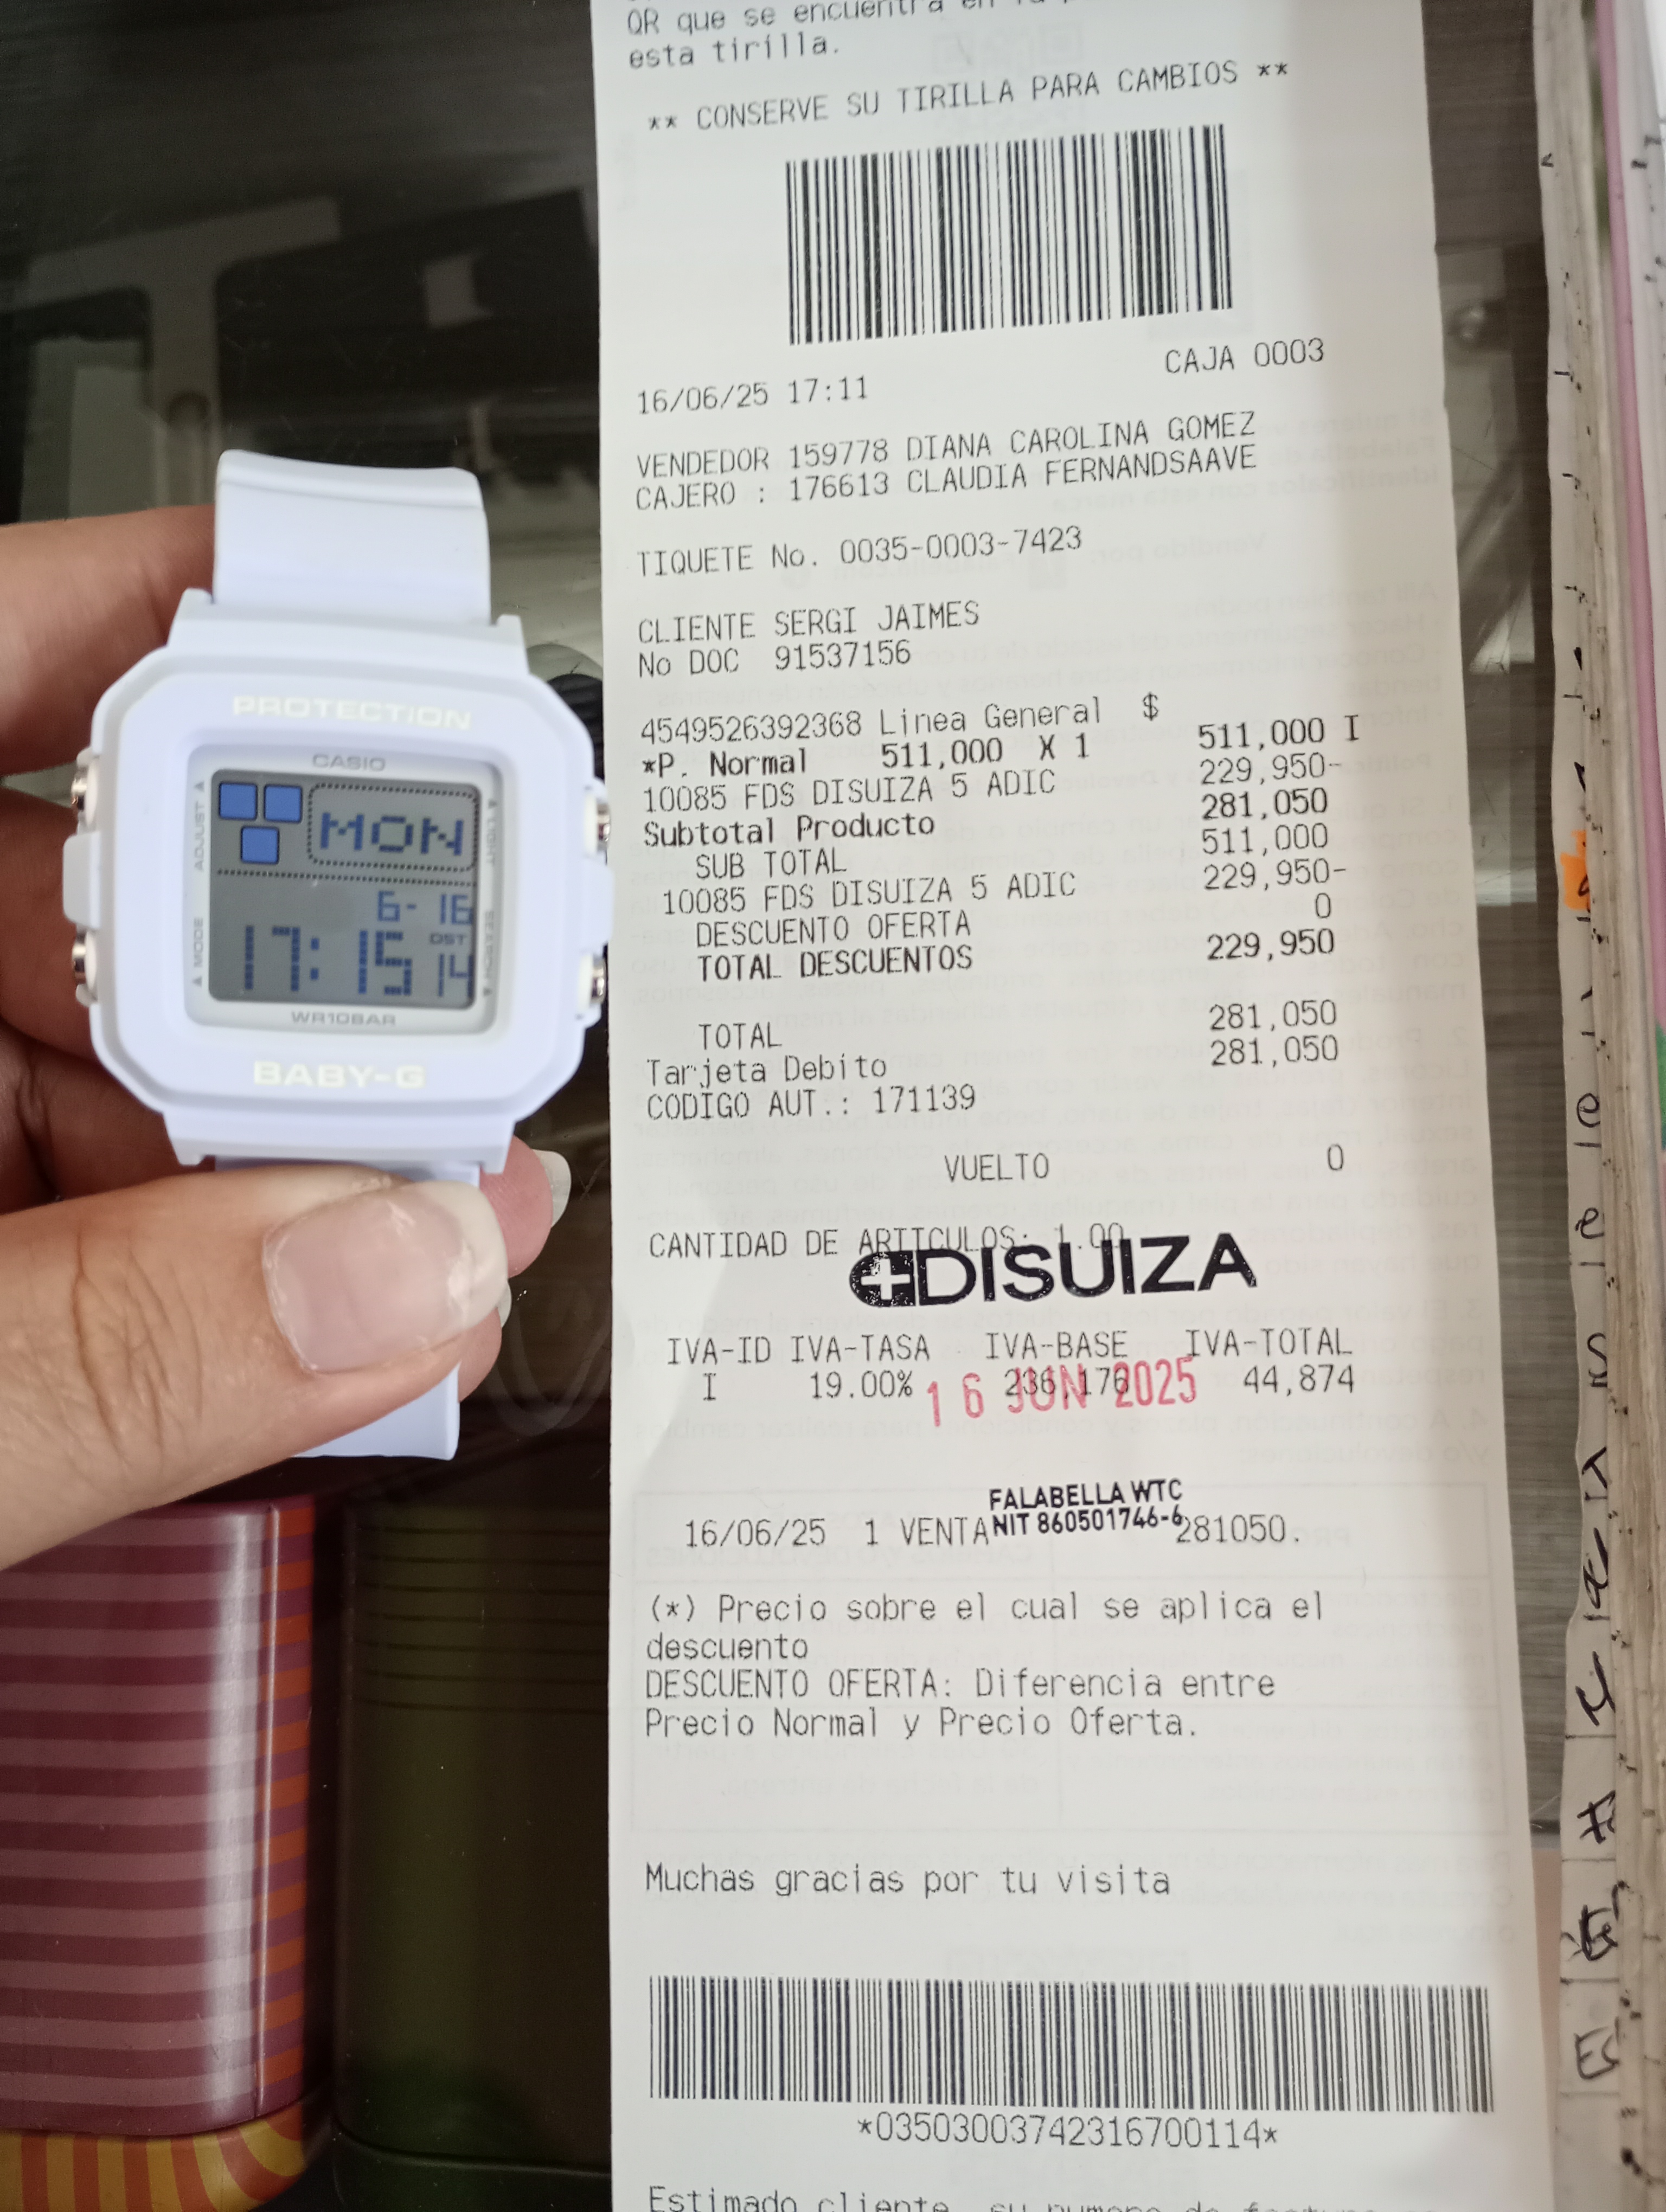 PROTECTION
CASIO
ADJUST
LIGHT
MON
6-16
DST
17:15 14
MODE
WR10BAR
BABY-G
QR que se encuentra en
esta tirilla.
** CONSERVE SU TIRILLA PARA CAMBIOS **
CAJA 0003
16/06/25 17:11
VENDEDOR 159778 DIANA CAROLINA GOMEZ
CAJERO : 176613 CLAUDIA FERNANDSAAVE
TIQUETE No. 0035-0003-7423
CLIENTE SERGI JAIMES
No DOC 91537156
4549526392368 Linea General $
*P. Normal 511,000 X 1 511,000 I
10085 FDS DISUIZA 5 ADIC 229,950-
Subtotal Producto 281,050
SUB TOTAL 511,000
10085 FDS DISUIZA 5 ADIC 229,950-
DESCUENTO OFERTA 0
TOTAL DESCUENTOS 229,950
TOTAL 281,050
Tarjeta Debito 281,050
CODIGO AUT.: 171139
VUELTO 0
CANTIDAD DE ARTICULOS: 1.00
DISUIZA
IVA-ID IVA-TASA IVA-BASE IVA-TOTAL
I 19.00% 236,176 44,874
16 JUN 2025
FALABELLA WTC
NIT 860501746-6
16/06/25 1 VENTA 281050.
(*) Precio sobre el cual se aplica el
descuento
DESCUENTO OFERTA: Diferencia entre
Precio Normal y Precio Oferta.
Muchas gracias por tu visita
*03503003742316700114*
Estimado cliente, su numero de